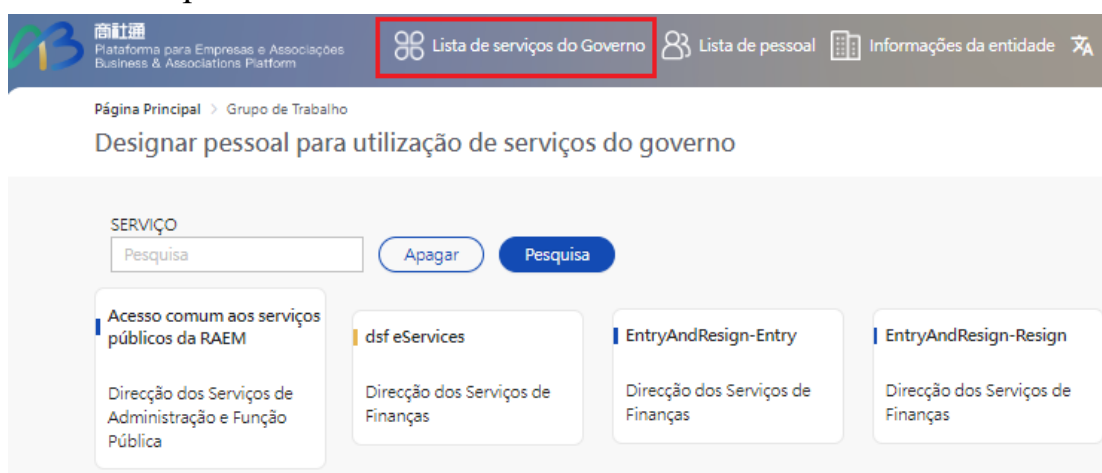 商社通
Plataforma para Empresas e Associações
Business & Associations Platform
Lista de serviços do Governo
Lista de pessoal
Informações da entidade
Página Principal > Grupo de Trabalho
Designar pessoal para utilização de serviços do governo
SERVIÇO
Pesquisa
Apagar
Pesquisa
Acesso comum aos serviços
públicos da RAEM
Direcção dos Serviços de
Administração e Função
Pública
dsf eServices
Direcção dos Serviços de
Finanças
EntryAndResign-Entry
Direcção dos Serviços de
Finanças
EntryAndResign-Resign
Direcção dos Serviços de
Finanças